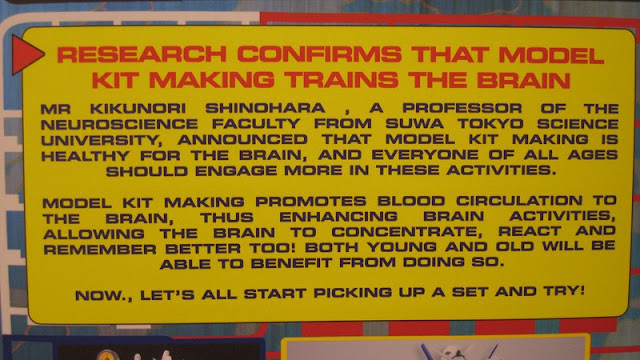 RESEARCH CONFIRMS THAT MODEL
KIT MAKING TRAINS THE BRAIN
MR KIKUNORI SHINOHARA , A PROFESSOR OF THE
NEUROSCIENCE FACULTY FROM SUWA TOKYO SCIENCE
UNIVERSITY, ANNOUNCED THAT MODEL KIT MAKING IS
HEALTHY FOR THE BRAIN, AND EVERYONE OF ALL AGES
SHOULD ENGAGE MORE IN THESE ACTIVITIES.
MODEL KIT MAKING PROMOTES BLOOD CIRCULATION TO
THE BRAIN, THUS ENHANCING BRAIN ACTIVITIES,
ALLOWING THE BRAIN TO CONCENTRATE, REACT AND
REMEMBER BETTER TOO! BOTH YOUNG AND OLD WILL BE
ABLE TO BENEFIT FROM DOING SO.
NOW., LET'S ALL START PICKING UP A SET AND TRY!